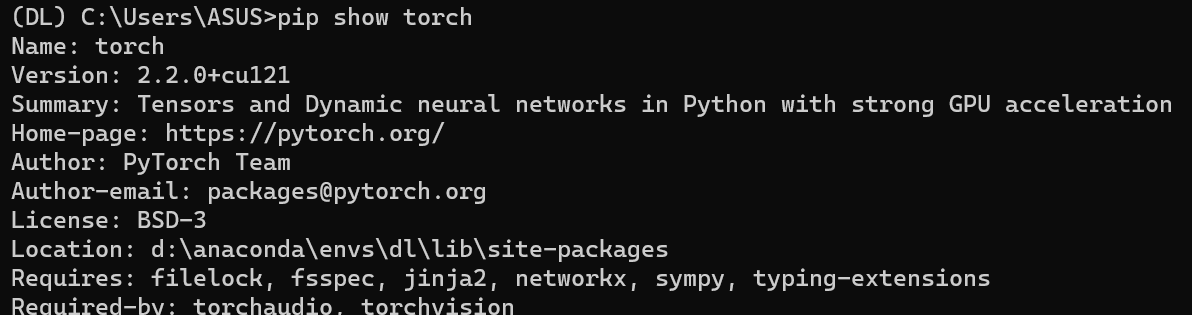 (DL) C:\Users\ASUS>pip show torch
Name: torch
Version: 2.2.0+cu121
Summary: Tensors and Dynamic neural networks in Python with strong GPU acceleration
Home-page: https://pytorch.org/
Author: PyTorch Team
Author-email: packages@pytorch.org
License: BSD-3
Location: d:\anaconda\envs\dl\lib\site-packages
Requires: filelock, fsspec, jinja2, networkx, sympy, typing-extensions
Required-by: torchaudio, torchvision